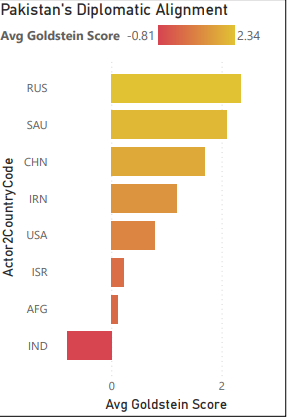 Pakistan's Diplomatic Alignment
Avg Goldstein Score -0.81 2.34
Actor2CountryCode
RUS
SAU
CHN
IRN
USA
ISR
AFG
IND
0 2
Avg Goldstein Score